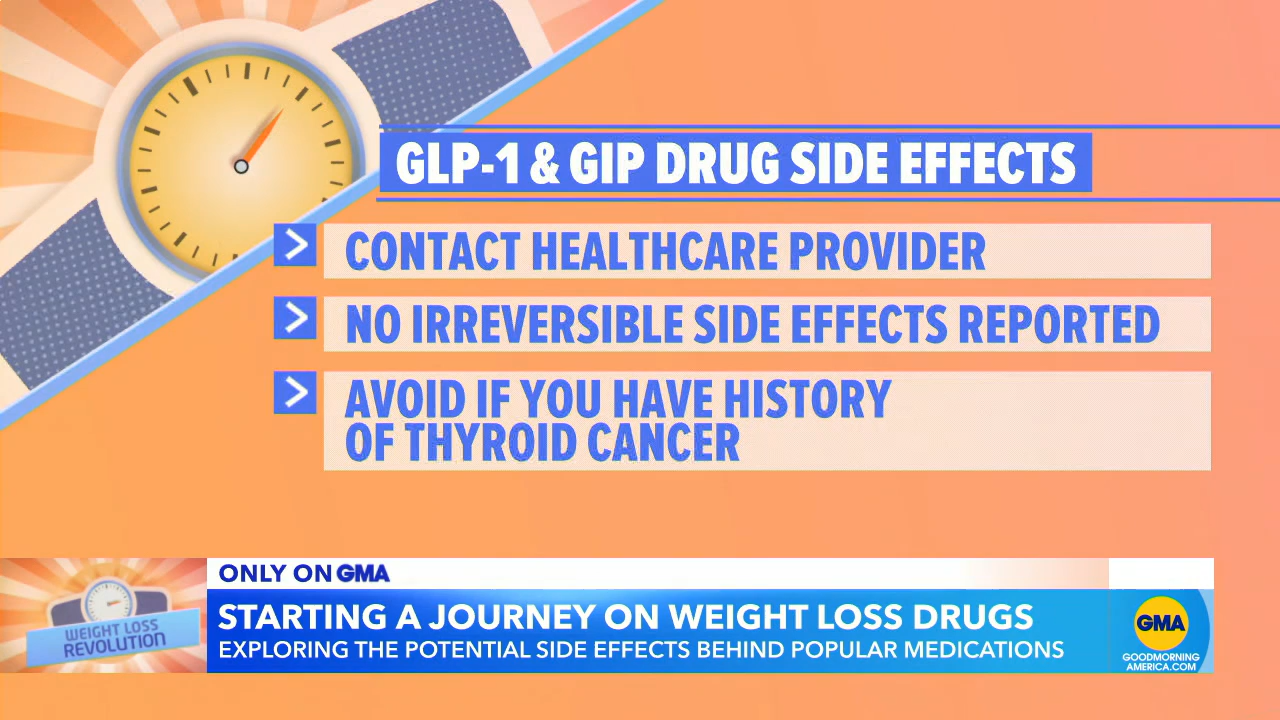 GLP-1 & GIP DRUG SIDE EFFECTS
CONTACT HEALTHCARE PROVIDER
NO IRREVERSIBLE SIDE EFFECTS REPORTED
AVOID IF YOU HAVE HISTORY
OF THYROID CANCER
WEIGHT LOSS
REVOLUTION
ONLY ON GMA
STARTING A JOURNEY ON WEIGHT LOSS DRUGS
EXPLORING THE POTENTIAL SIDE EFFECTS BEHIND POPULAR MEDICATIONS
GMA
GOODMORNING
AMERICA.COM